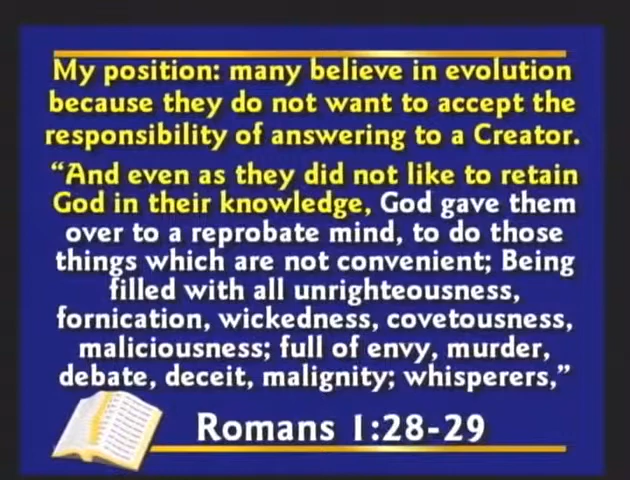 My position: many believe in evolution
because they do not want to accept the
responsibility of answering to a Creator.
“And even as they did not like to retain
God in their knowledge, God gave them
over to a reprobate mind, to do those
things which are not convenient; Being
filled with all unrighteousness,
fornication, wickedness, covetousness,
maliciousness; full of envy, murder,
debate, deceit, malignity; whisperers,”
Romans 1:28-29